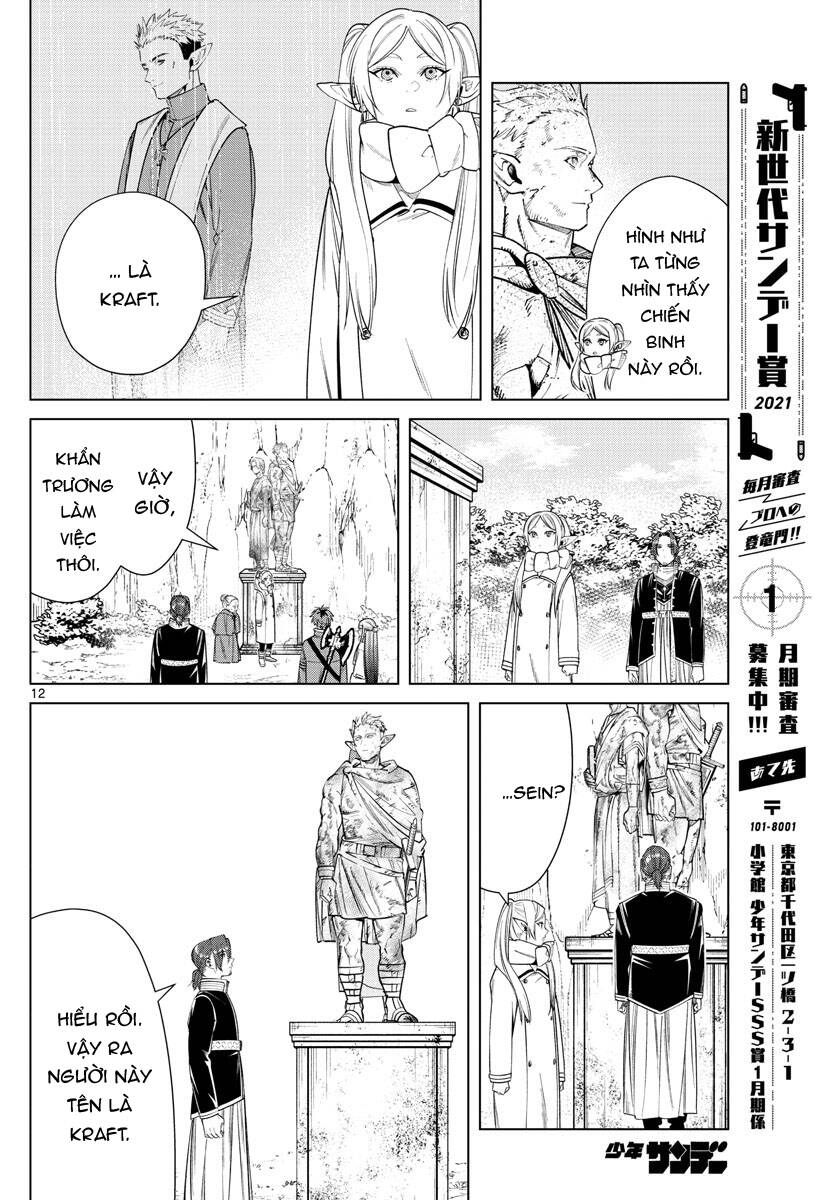 HÌNH NHƯ
TA TỪNG
NHÌN THẤY
CHIẾN
BINH
NÀY RỒI.
... LÀ
KRAFT.
VẬY
GIỜ,
KHẨN
TRƯƠNG
LÀM
VIỆC
THÔI.
12
...SEIN?
HIỂU RỒI.
VẬY RA
NGƯỜI NÀY
TÊN LÀ
KRAFT.
新世代サンデー賞
2021
毎月審査
プロへの
登竜門!!
1
月期審査
募集中!!!
あて先
〒
101-8001
東京都千代田区一ツ橋2-3-1
小学館 少年サンデーSSS賞1月期係
少年サンデー